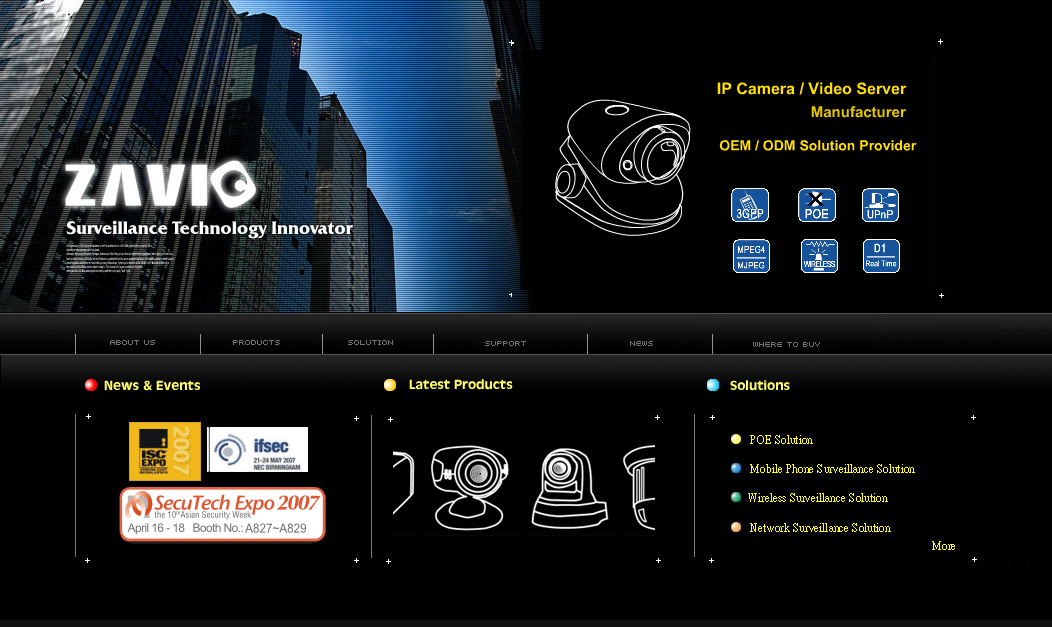 ZAVIO
Surveillance Technology Innovator
IP Camera / Video Server
Manufacturer
OEM / ODM Solution Provider
3GPP
POE
UPnP
MPEG4
MJPEG
WIRELESS
D1
Real Time
ABOUT US
PRODUCTS
SOLUTION
SUPPORT
NEWS
WHERE TO BUY
News & Events
ISC
EXPO
2007
ifsec
21-24 MAY 2007
NEC BIRMINGHAM
SecuTech Expo 2007
the 10th Asian Security Week
April 16 - 18 Booth No.: A827~A829
Latest Products
Solutions
POE Solution
Mobile Phone Surveillance Solution
Wireless Surveillance Solution
Network Surveillance Solution
More